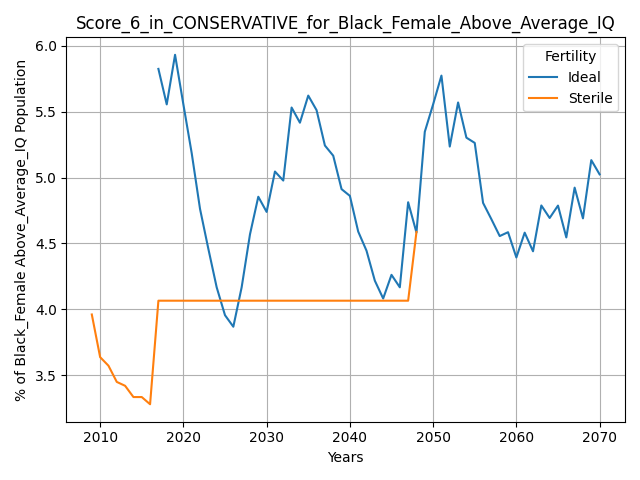 Score_6_in_CONSERVATIVE_for_Black_Female_Above_Average_IQ
% of Black_Female Above_Average_IQ Population
6.0
5.5
5.0
4.5
4.0
3.5
Fertility
Ideal
Sterile
2010 2020 2030 2040 2050 2060 2070
Years